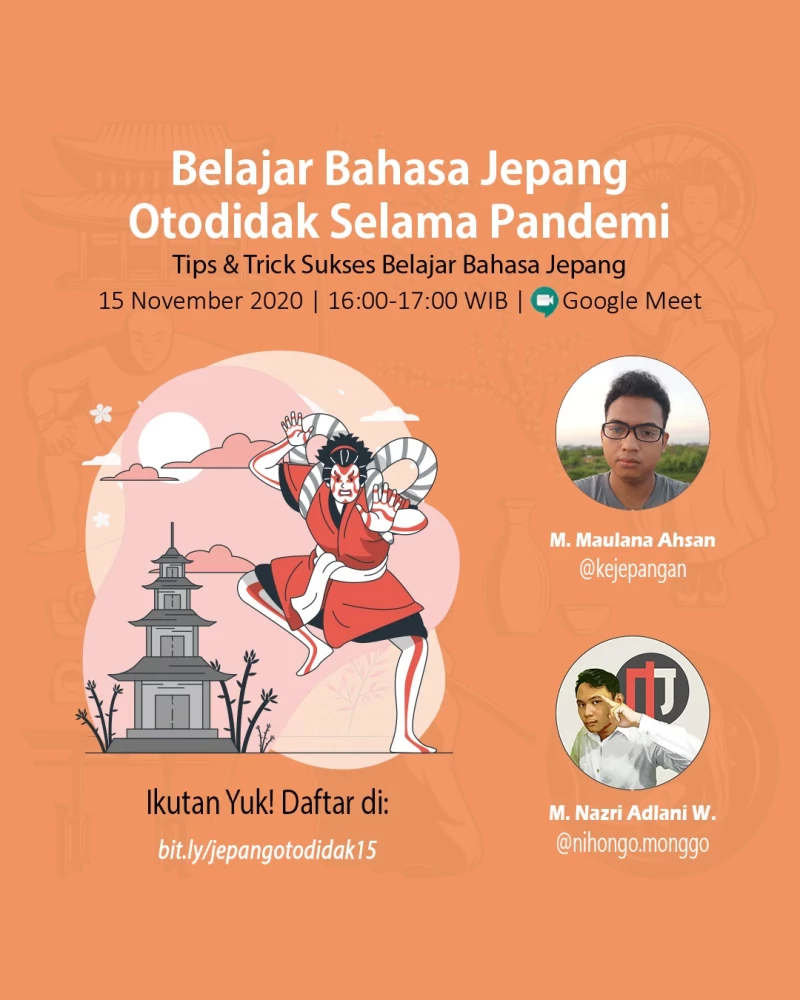 Belajar Bahasa Jepang
Otodidak Selama Pandemi
Tips & Trick Sukses Belajar Bahasa Jepang
15 November 2020 | 16:00-17:00 WIB | Google Meet
M. Maulana Ahsan
@kejepangan
M. Nazri Adlani W.
@nihongo.monggo
Ikutan Yuk! Daftar di:
bit.ly/jepangotodidak15